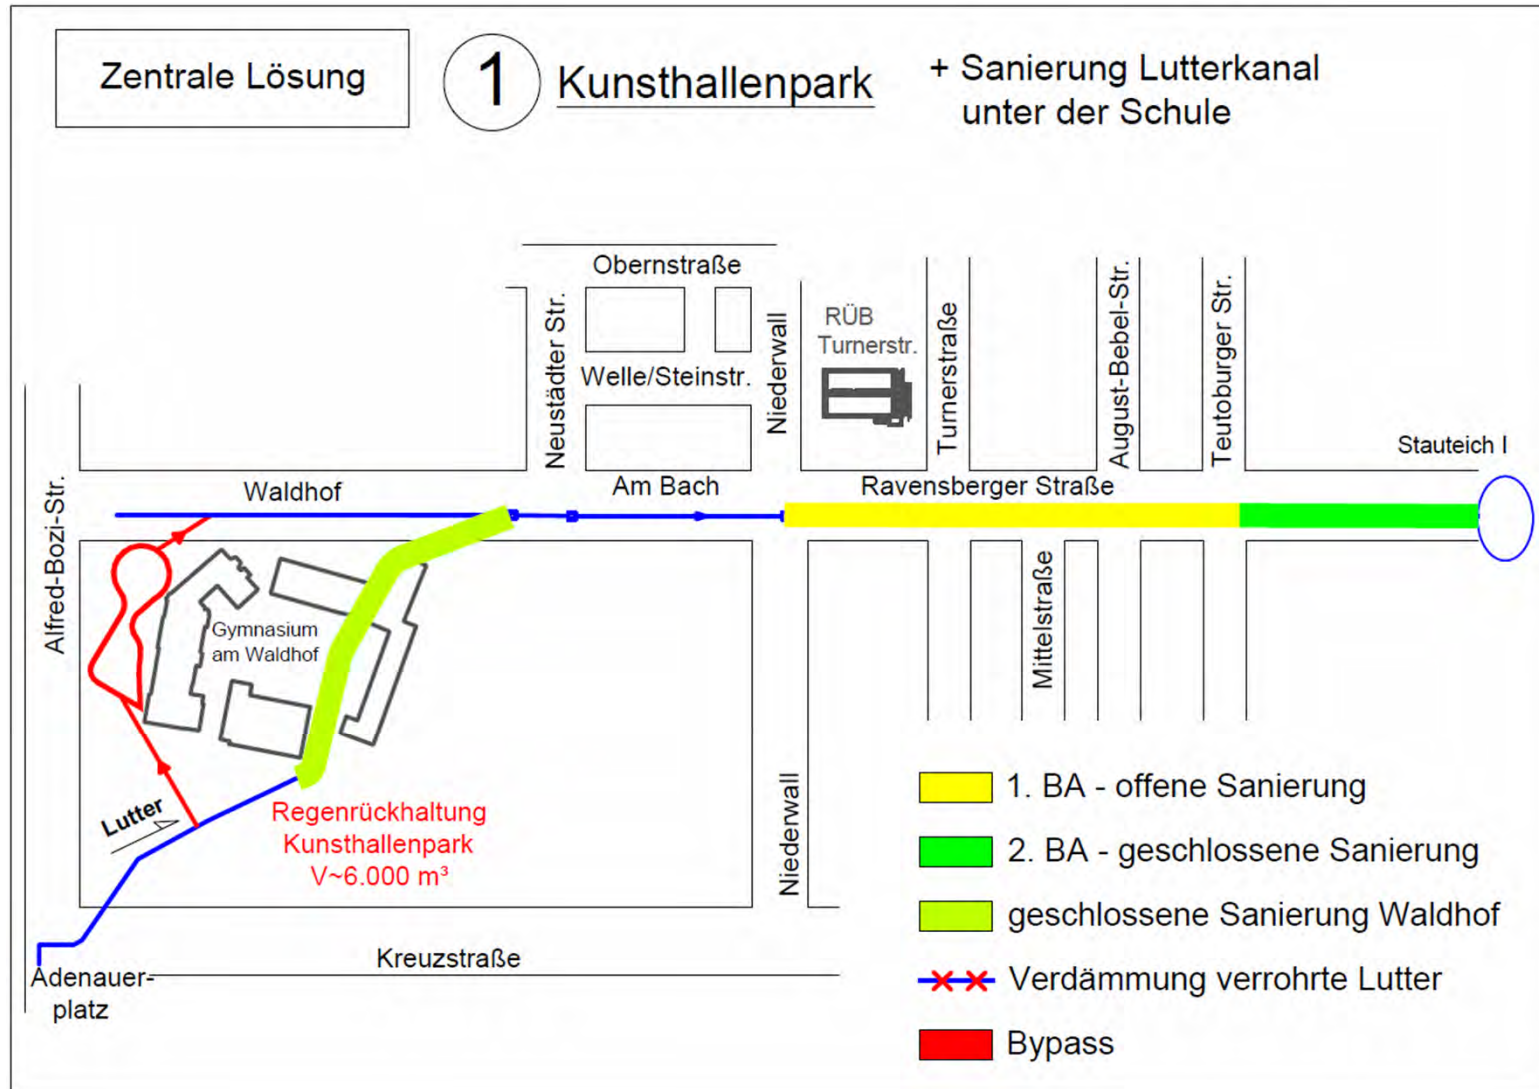 Zentrale Lösung
1
Kunsthallenpark
+ Sanierung Lutterkanal
unter der Schule
Obernstraße
Neustädter Str.
Welle/Steinstr.
Niederwall
RÜB
Turnerstr.
Turnerstraße
August-Bebel-Str.
Teutoburger Str.
Stauteich I
Alfred-Bozi-Str.
Waldhof
Am Bach
Ravensberger Straße
Gymnasium
am Waldhof
Mittelstraße
Lutter
Regenrückhaltung
Kunsthallenpark
V~6.000 m³
Niederwall
Kreuzstraße
Adenauer-
platz
1. BA - offene Sanierung
2. BA - geschlossene Sanierung
geschlossene Sanierung Waldhof
Verdämmung verrohrte Lutter
Bypass